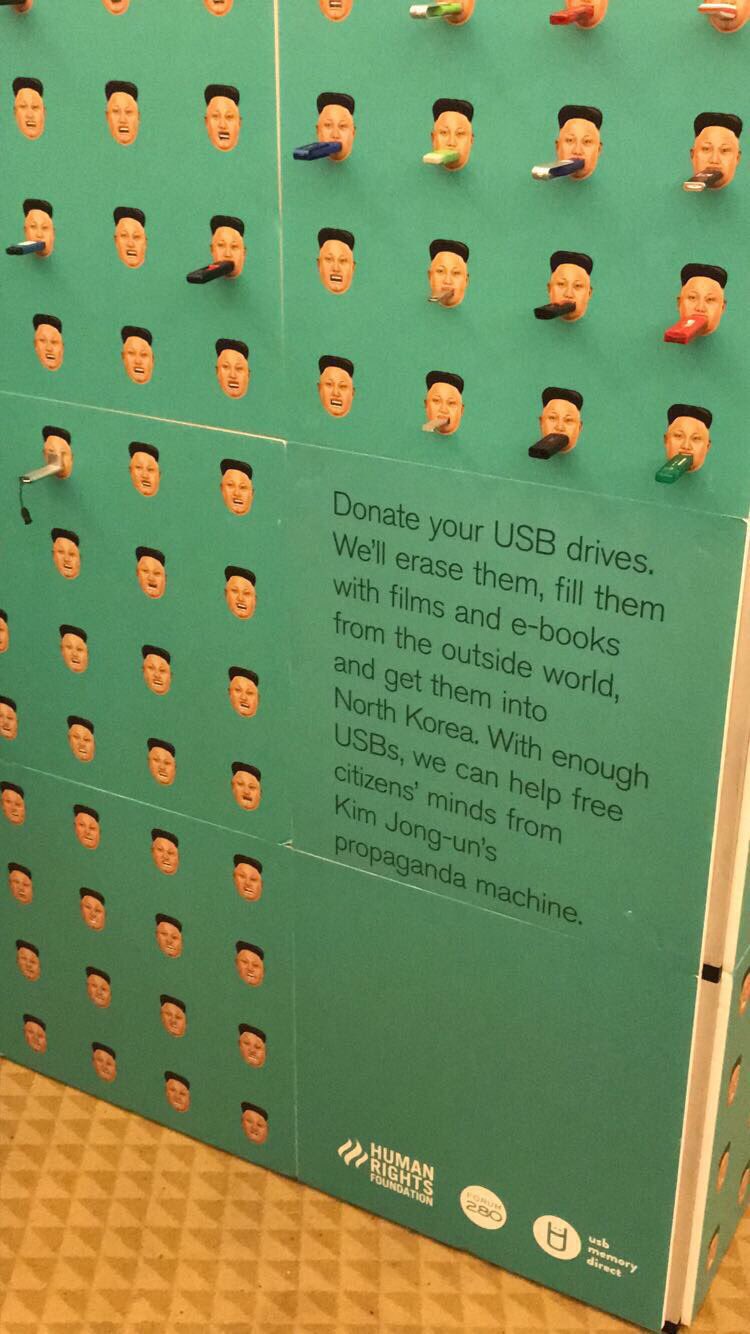 Donate your USB drives.
We'll erase them, fill them
with films and e-books
from the outside world,
and get them into
North Korea. With enough
USBs, we can help free
citizens' minds from
Kim Jong-un's
propaganda machine.
HUMAN
RIGHTS
FOUNDATION
FORUM
280
usb
memory
direct